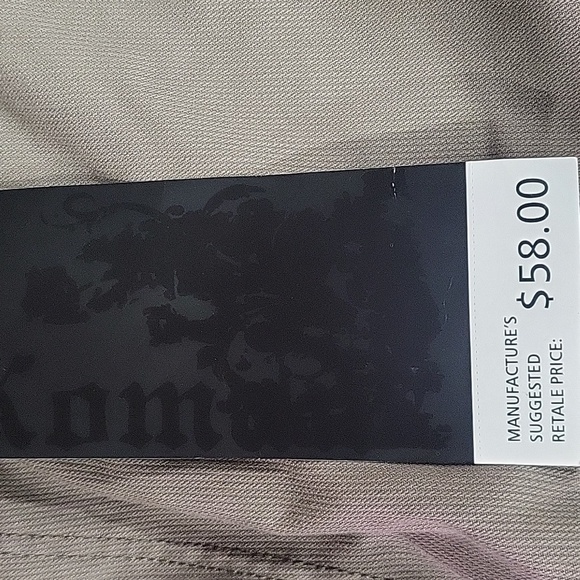 MANUFACTURE'S
SUGGESTED
RETALE PRICE:
$58.00